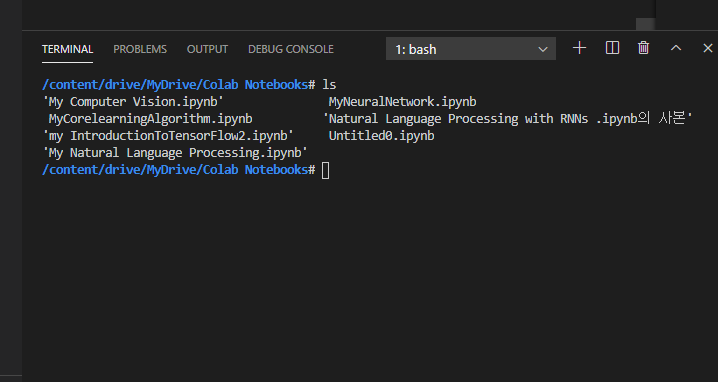 TERMINAL PROBLEMS OUTPUT DEBUG CONSOLE 1: bash
/content/drive/MyDrive/Colab Notebooks# ls
'My Computer Vision.ipynb' MyNeuralNetwork.ipynb
MyCorelearningAlgorithm.ipynb 'Natural Language Processing with RNNs .ipynb의 사본'
'my IntroductionToTensorFlow2.ipynb' Untitled0.ipynb
'My Natural Language Processing.ipynb'
/content/drive/MyDrive/Colab Notebooks#